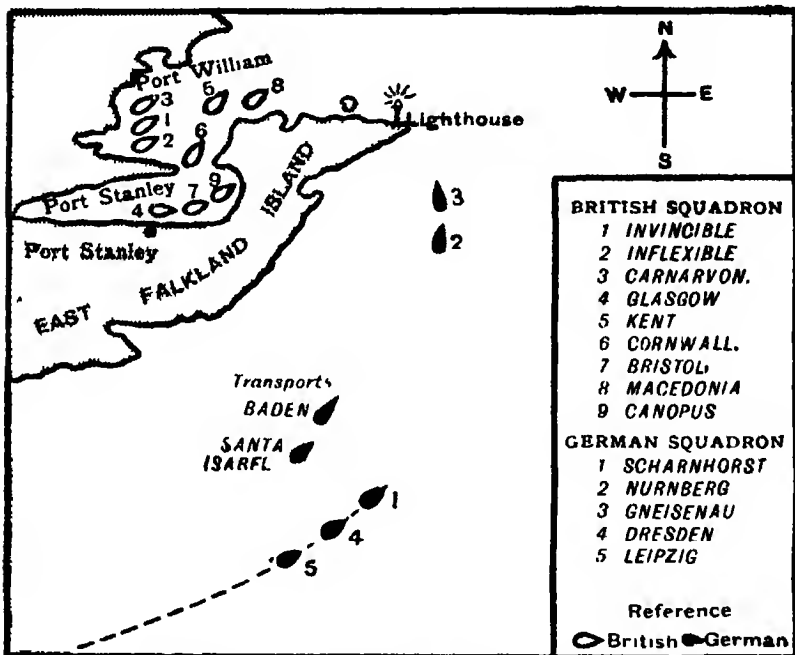 N
W E
S
Port William
3
5
8
1
2
Lighthouse
6
9
Port Stanley
4
7
Port Stanley
EAST FALKLAND ISLAND
3
2
Transports
BADEN
SANTA
ISARFL
1
4
5
BRITISH SQUADRON
1 INVINCIBLE
2 INFLEXIBLE
3 CARNARVON.
4 GLASGOW
5 KENT
6 CORNWALL.
7 BRISTOL,
8 MACEDONIA
9 CANOPUS
GERMAN SQUADRON
1 SCHARNHORST
2 NURNBERG
3 GNEISENAU
4 DRESDEN
5 LEIPZIG
Reference
British German